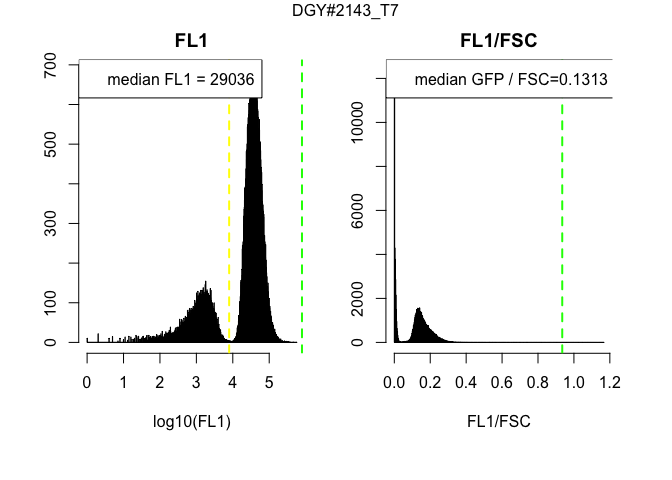 DGY#2143_T7
FL1
median FL1 = 29036
0 100 300 500 700
0 1 2 3 4 5
log10(FL1)
FL1/FSC
median GFP / FSC=0.1313
0 2000 6000 10000
0.0 0.2 0.4 0.6 0.8 1.0 1.2
FL1/FSC